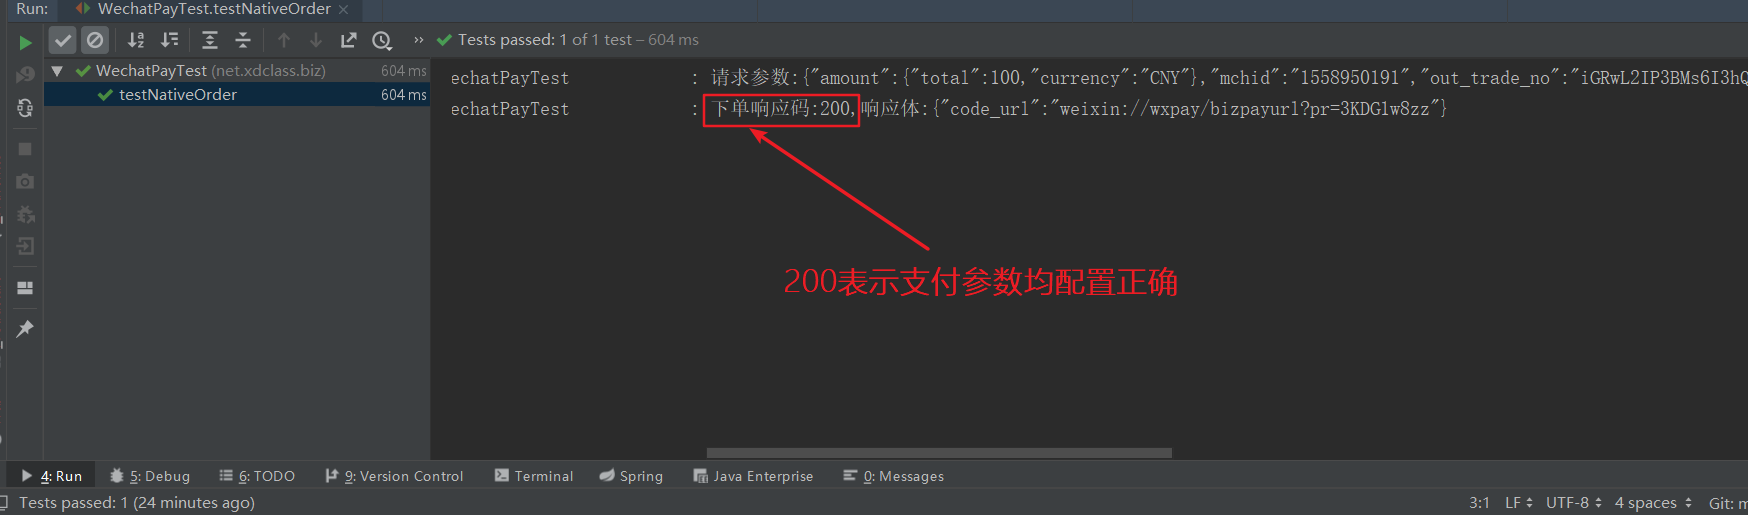 Run: WechatPayTest.testNativeOrder
Tests passed: 1 of 1 test – 604 ms
WechatPayTest (net.xdclass.biz) 604 ms
testNativeOrder 604 ms
echatPayTest : 请求参数:{"amount":{"total":100,"currency":"CNY"},"mchid":"1558950191","out_trade_no":"iGRwL2IP3BMs6I3hQ
echatPayTest : 下单响应码:200,响应体:{"code_url":"weixin://wxpay/bizpayurl?pr=3KDGlw8zz"}
200表示支付参数均配置正确
4: Run 5: Debug 6: TODO 9: Version Control Terminal Spring Java Enterprise 0: Messages
Tests passed: 1 (24 minutes ago) 3:1 LF UTF-8 4 spaces Git: m